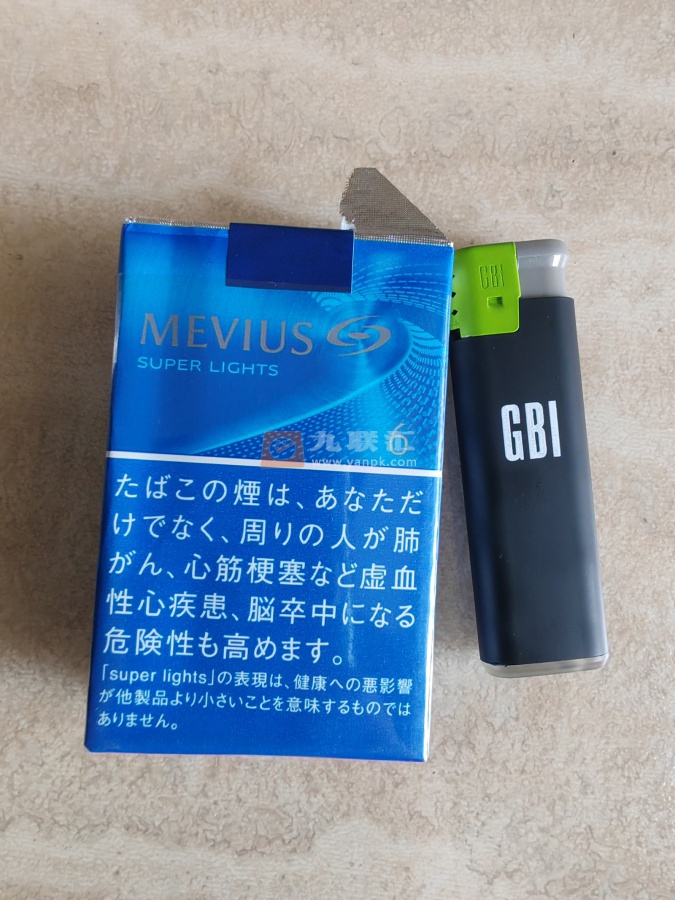 MEVIUS
SUPER LIGHTS
6
九联汇
www.yanpk.com
たばこの煙は、あなただ
けでなく、周りの人が肺
がん、心筋梗塞など虚血
性心疾患、脳卒中になる
危険性も高めます。
「super lights」の表現は、健康への悪影響
が他製品より小さいことを意味するものでは
ありません。
GBI
GBI